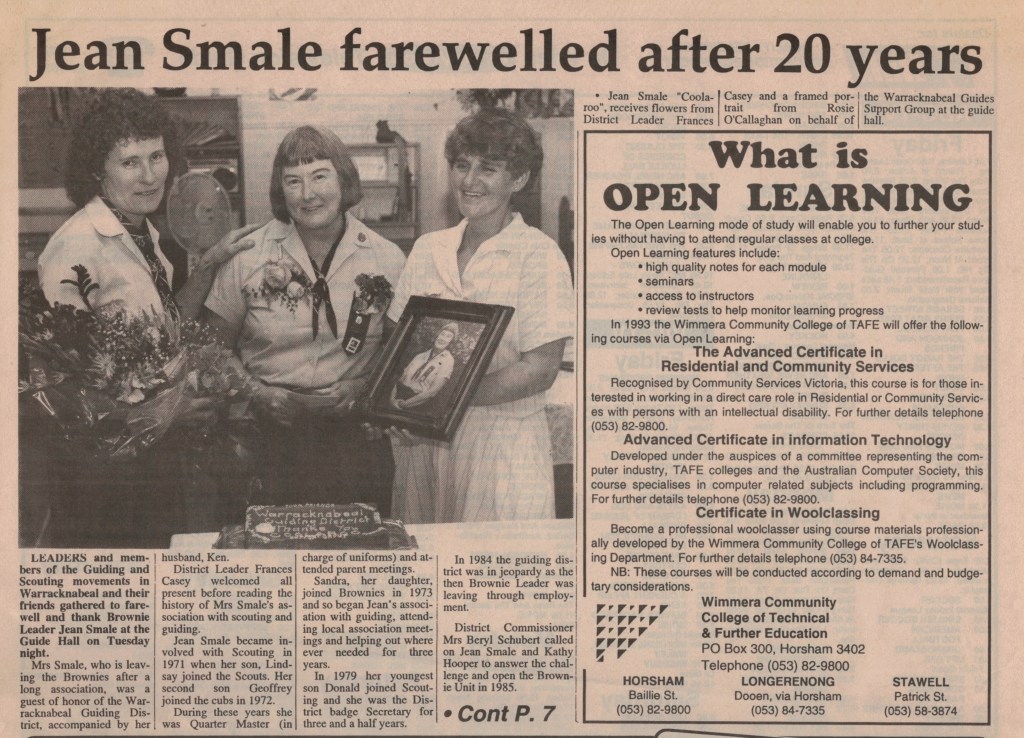 Jean Smale farewelled after 20 years
• Jean Smale "Coola-
roo", receives flowers from
District Leader Frances
Casey and a framed por-
trait from Rosie
O'Callaghan on behalf of
the Warracknabeal Guides
Support Group at the guide
hall.
Warracknabeal
Guiding District
Thanks You
LEADERS and mem-
bers of the Guiding and
Scouting movements in
Warracknabeal and their
friends gathered to fare-
well and thank Brownie
Leader Jean Smale at the
Guide Hall on Tuesday
night.
Mrs Smale, who is leav-
ing the Brownies after a
long association, was a
guest of honor of the War-
racknabeal Guiding Dis-
trict, accompanied by her
husband, Ken.
District Leader Frances
Casey welcomed all
present before reading the
history of Mrs Smale's as-
sociation with scouting and
guiding.
Jean Smale became in-
volved with Scouting in
1971 when her son, Lind-
say joined the Scouts. Her
second son Geoffrey
joined the cubs in 1972.
During these years she
was Quarter Master (in
charge of uniforms) and at-
tended parent meetings.
Sandra, her daughter,
joined Brownies in 1973
and so began Jean's associ-
ation with guiding, attend-
ing local association meet-
ings and helping out where
ever needed for three
years.
In 1979 her youngest
son Donald joined Scout-
ing and she was the Dis-
trict badge Secretary for
three and a half years.
In 1984 the guiding dis-
trict was in jeopardy as the
then Brownie Leader was
leaving through employ-
ment.
District Commissioner
Mrs Beryl Schubert called
on Jean Smale and Kathy
Hooper to answer the chal-
lenge and open the Brown-
ie Unit in 1985.
• Cont P. 7
What is
OPEN LEARNING
The Open Learning mode of study will enable you to further your stud-
ies without having to attend regular classes at college.
Open Learning features include:
• high quality notes for each module
• seminars
• access to instructors
• review tests to help monitor learning progress
In 1993 the Wimmera Community College of TAFE will offer the follow-
ing courses via Open Learning:
The Advanced Certificate in
Residential and Community Services
Recognised by Community Services Victoria, this course is for those in-
terested in working in a direct care role in Residential or Community Servic-
es with persons with an intellectual disability. For further details telephone
(053) 82-9800.
Advanced Certificate in information Technology
Developed under the auspices of a committee representing the com-
puter industry, TAFE colleges and the Australian Computer Society, this
course specialises in computer related subjects including programming.
For further details telephone (053) 82-9800.
Certificate in Woolclassing
Become a professional woolclasser using course materials profession-
ally developed by the Wimmera Community College of TAFE's Woolclass-
ing Department. For further details telephone (053) 84-7335.
NB: These courses will be conducted according to demand and budge-
tary considerations.
Wimmera Community
College of Technical
& Further Education
PO Box 300, Horsham 3402
Telephone (053) 82-9800
HORSHAM
Baillie St.
(053) 82-9800
LONGERENONG
Dooen, via Horsham
(053) 84-7335
STAWELL
Patrick St.
(053) 58-3874